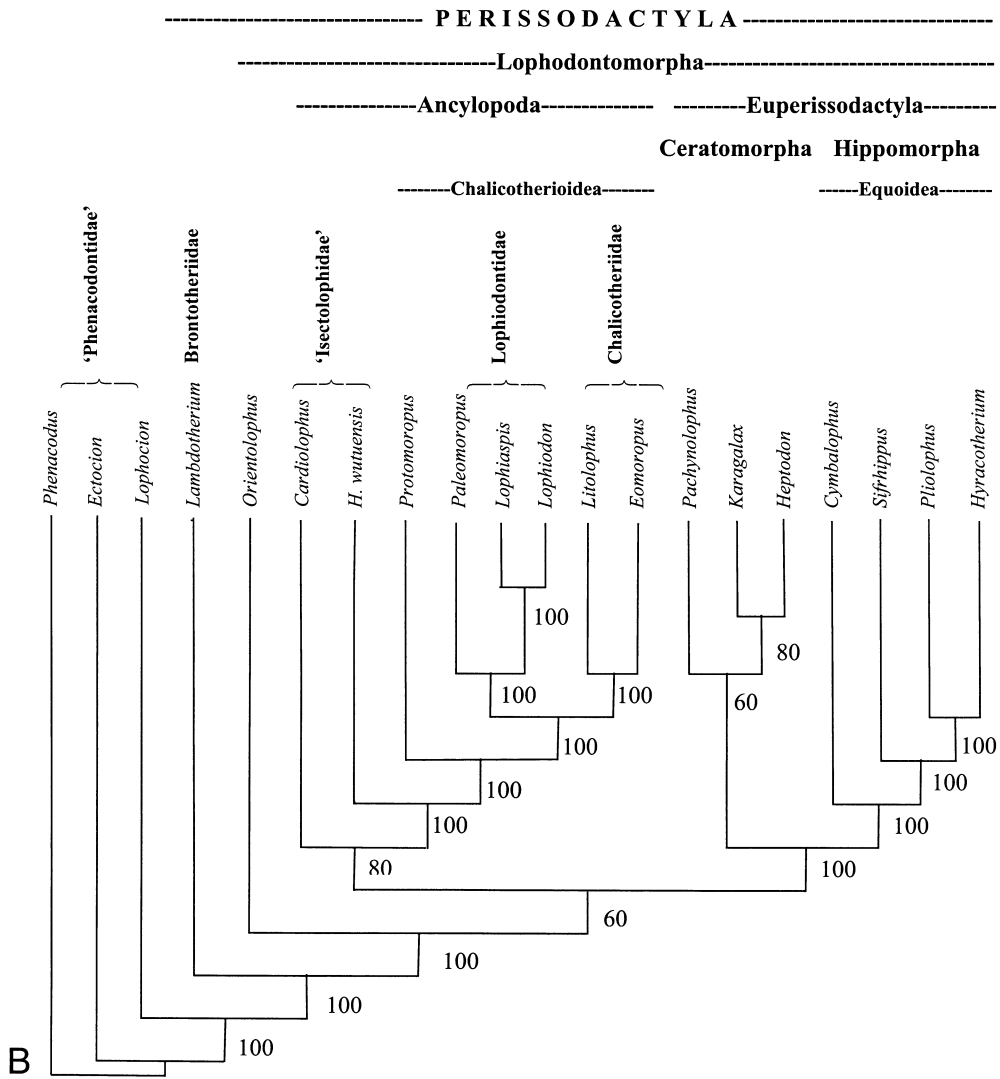 ---------------------------- P E R I S S O D A C T Y L A ---------------------------
----------------------------Lophodontomorpha--------------------------------
-------------Ancylopoda------------ --------Euperissodactyla--------
Ceratomorpha Hippomorpha
--------Chalicotherioidea-------- ------Equoidea--------
‘Phenacodontidae’
Brontotheriidae
‘Isectolophidae’
Lophiodontidae
Chalicotheriidae
Phenacodus
Ectocion
Lophocion
Lambdotherium
Orientolophus
Cardiolophus
H. wutuensis
Protomoropus
Paleomoropus
Lophiaspis
Lophiodon
Litolophus
Eomoropus
Pachynolophus
Karagalax
Heptodon
Cymbalophus
Sifrhippus
Pliolophus
Hyracotherium
100
80
100 100 60
100 100
100 100
100 100
80 100
60
100
100
100
B